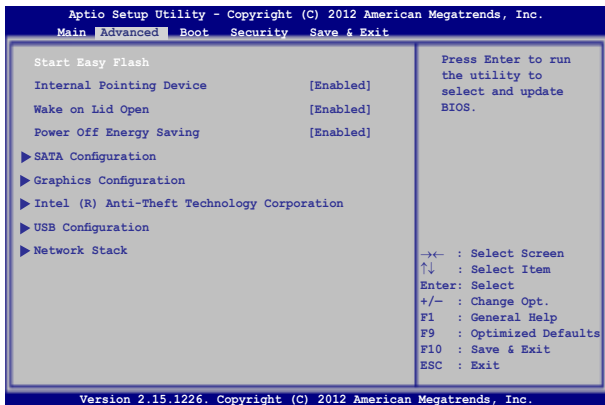 Aptio Setup Utility - Copyright (C) 2012 American Megatrends, Inc.
Main Advanced Boot Security Save & Exit
Start Easy Flash
Internal Pointing Device [Enabled]
Wake on Lid Open [Enabled]
Power Off Energy Saving [Enabled]
SATA Configuration
Graphics Configuration
Intel (R) Anti-Theft Technology Corporation
USB Configuration
Network Stack
Press Enter to run
the utility to
select and update
BIOS.
→← : Select Screen
↑↓ : Select Item
Enter: Select
+/— : Change Opt.
F1 : General Help
F9 : Optimized Defaults
F10 : Save & Exit
ESC : Exit
Version 2.15.1226. Copyright (C) 2012 American Megatrends, Inc.